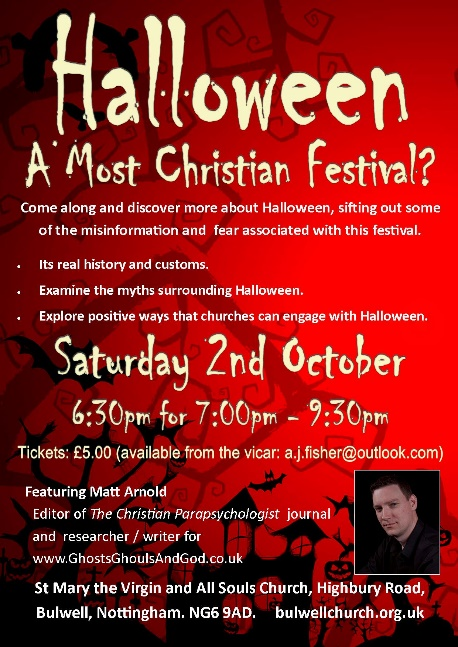 Halloween
A Most Christian Festival?
Come along and discover more about Halloween, sifting out some
of the misinformation and fear associated with this festival.
• Its real history and customs.
• Examine the myths surrounding Halloween.
• Explore positive ways that churches can engage with Halloween.
Saturday 2nd October
6:30pm for 7:00pm – 9:30pm
Tickets: £5.00 (available from the vicar: a.j.fisher@outlook.com)
Featuring Matt Arnold
Editor of The Christian Parapsychologist journal
and researcher / writer for
www.GhostsGhoulsAndGod.co.uk
St Mary the Virgin and All Souls Church, Highbury Road,
Bulwell, Nottingham. NG6 9AD. bulwellchurch.org.uk